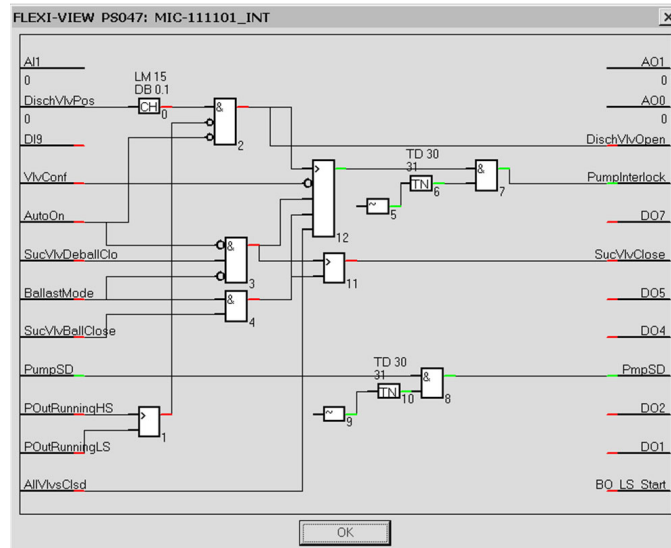 FLEXI-VIEW PS047: MIC-111101_INT
AI1
0
LM 15
DB 0.1
AO1
0
DischVlvPos
0
CH
0
&
2
AO0
0
DI9
DischVlvOpen
TD 30
31
VlvConf
>
TN
6
&
7
PumpInterlock
~
5
AutoOn
12
DO7
SucVlvDeballClo
&
3
>
11
SucVlvClose
BallastMode
&
4
DO5
SucVlvBallClose
DO4
TD 30
31
PumpSD
TN
10
&
8
PmpSD
POutRunningHS
>
1
~
9
DO2
POutRunningLS
DO1
AllVlvsClsd
BO_LS_Start
OK